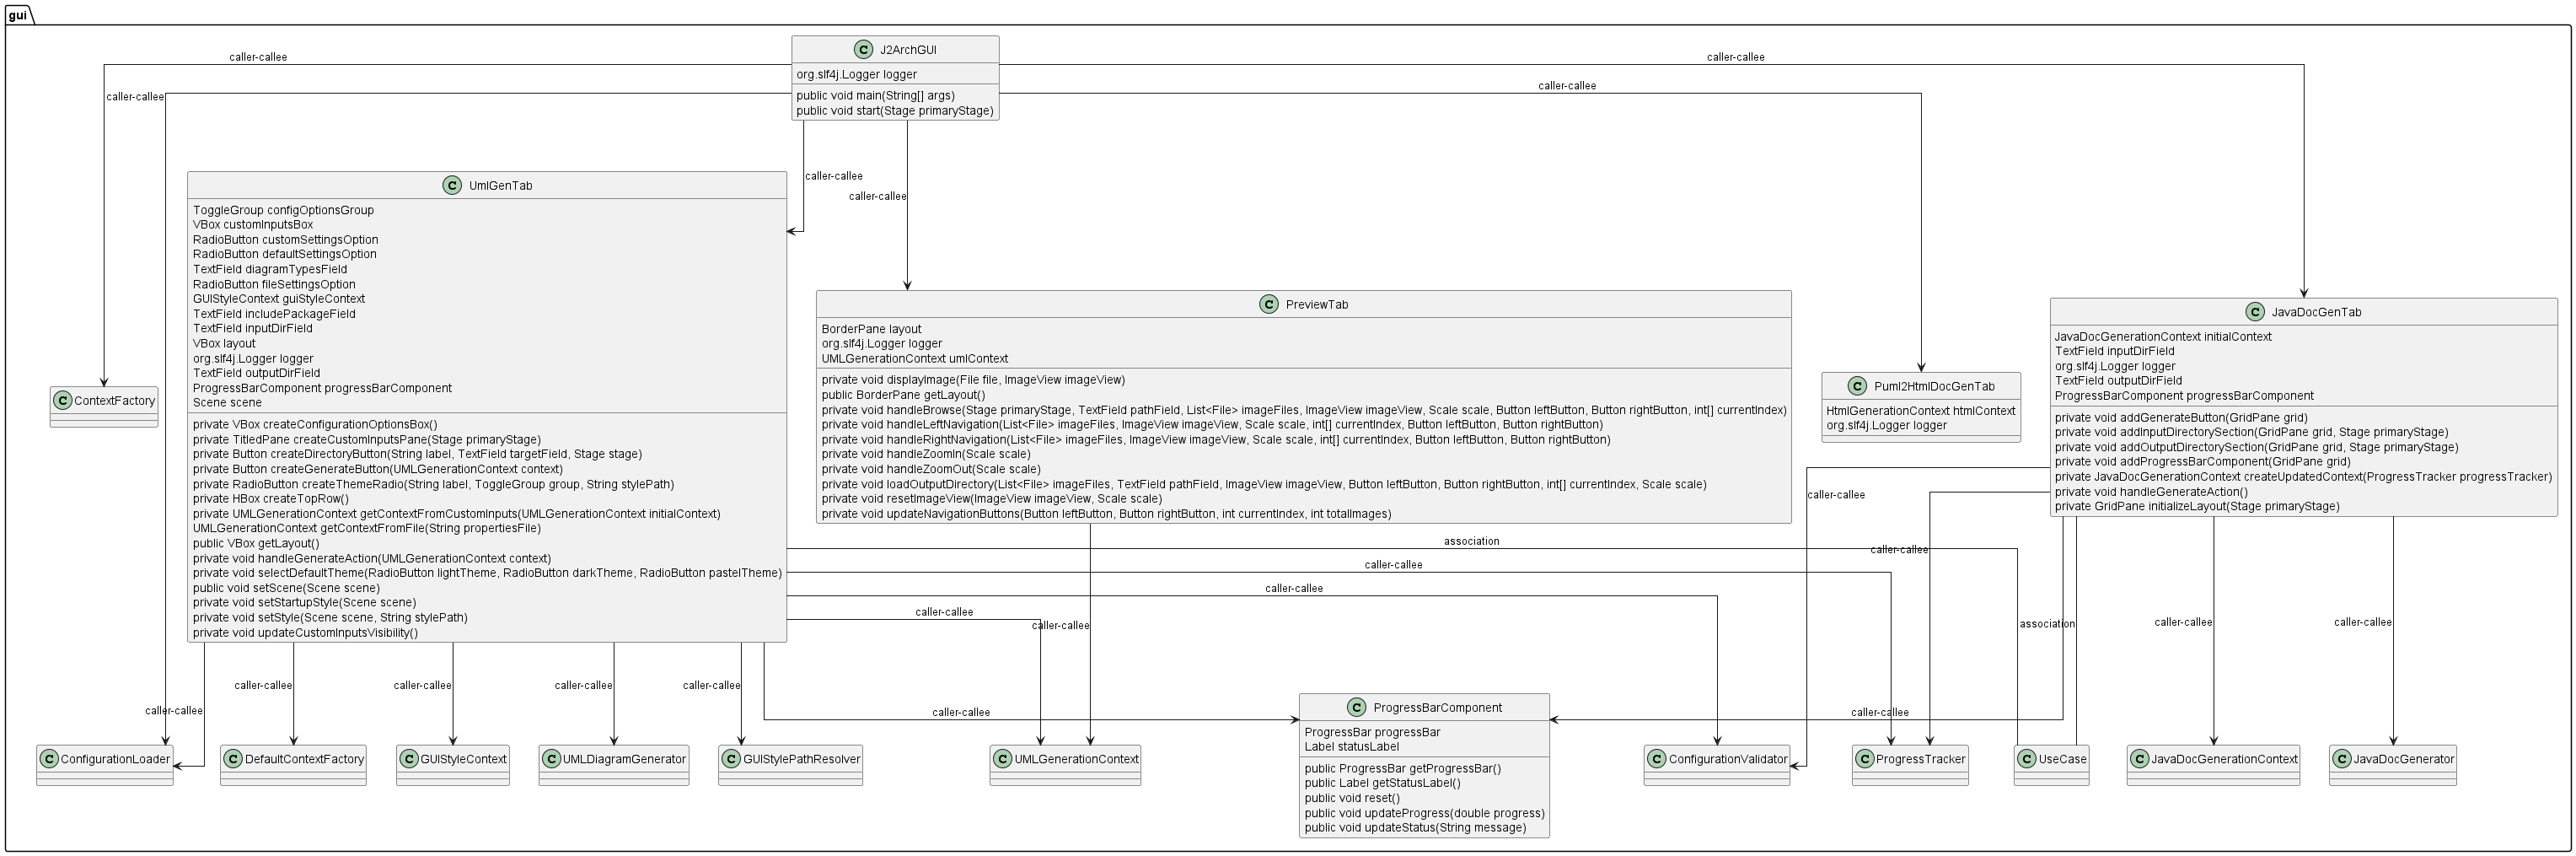 gui
C J2ArchGUI
org.slf4j.Logger logger
public void main(String[] args)
public void start(Stage primaryStage)
caller-callee
caller-callee
caller-callee
caller-callee
caller-callee
caller-callee
C UmlGenTab
ToggleGroup configOptionsGroup
VBox customInputsBox
RadioButton customSettingsOption
RadioButton defaultSettingsOption
TextField diagramTypesField
RadioButton fileSettingsOption
GUIStyleContext guiStyleContext
TextField includePackageField
TextField inputDirField
VBox layout
org.slf4j.Logger logger
TextField outputDirField
ProgressBarComponent progressBarComponent
Scene scene
private VBox createConfigurationOptionsBox()
private TitledPane createCustomInputsPane(Stage primaryStage)
private Button createDirectoryButton(String label, TextField targetField, Stage stage)
private Button createGenerateButton(UMLGenerationContext context)
private RadioButton createThemeRadio(String label, ToggleGroup group, String stylePath)
private HBox createTopRow()
private UMLGenerationContext getContextFromCustomInputs(UMLGenerationContext initialContext)
UMLGenerationContext getContextFromFile(String propertiesFile)
public VBox getLayout()
private void handleGenerateAction(UMLGenerationContext context)
private void selectDefaultTheme(RadioButton lightTheme, RadioButton darkTheme, RadioButton pastelTheme)
public void setScene(Scene scene)
private void setStartupStyle(Scene scene)
private void setStyle(Scene scene, String stylePath)
private void updateCustomInputsVisibility()
C PreviewTab
BorderPane layout
org.slf4j.Logger logger
UMLGenerationContext umlContext
private void displayImage(File file, ImageView imageView)
public BorderPane getLayout()
private void handleBrowse(Stage primaryStage, TextField pathField, List<File> imageFiles, ImageView imageView, Scale scale, Button leftButton, Button rightButton, int[] currentIndex)
private void handleLeftNavigation(List<File> imageFiles, ImageView imageView, Scale scale, int[] currentIndex, Button leftButton, Button rightButton)
private void handleRightNavigation(List<File> imageFiles, ImageView imageView, Scale scale, int[] currentIndex, Button leftButton, Button rightButton)
private void handleZoomIn(Scale scale)
private void handleZoomOut(Scale scale)
private void loadOutputDirectory(List<File> imageFiles, TextField pathField, ImageView imageView, Button leftButton, Button rightButton, int[] currentIndex, Scale scale)
private void resetImageView(ImageView imageView, Scale scale)
private void updateNavigationButtons(Button leftButton, Button rightButton, int currentIndex, int totalImages)
C ContextFactory
C Puml2HtmlDocGenTab
HtmlGenerationContext htmlContext
org.slf4j.Logger logger
C JavaDocGenTab
JavaDocGenerationContext initialContext
TextField inputDirField
org.slf4j.Logger logger
TextField outputDirField
ProgressBarComponent progressBarComponent
private void addGenerateButton(GridPane grid)
private void addInputDirectorySection(GridPane grid, Stage primaryStage)
private void addOutputDirectorySection(GridPane grid, Stage primaryStage)
private void addProgressBarComponent(GridPane grid)
private JavaDocGenerationContext createUpdatedContext(ProgressTracker progressTracker)
private void handleGenerateAction()
private GridPane initializeLayout(Stage primaryStage)
caller-callee
association
caller-callee
caller-callee
caller-callee
caller-callee
caller-callee
association
caller-callee
caller-callee
caller-callee
caller-callee
caller-callee
caller-callee
caller-callee
caller-callee
caller-callee
C ProgressBarComponent
ProgressBar progressBar
Label statusLabel
public ProgressBar getProgressBar()
public Label getStatusLabel()
public void reset()
public void updateProgress(double progress)
public void updateStatus(String message)
C ConfigurationLoader
C DefaultContextFactory
C GUIStyleContext
C UMLDiagramGenerator
C GUIStylePathResolver
C UMLGenerationContext
C ConfigurationValidator
C ProgressTracker
C UseCase
C JavaDocGenerationContext
C JavaDocGenerator